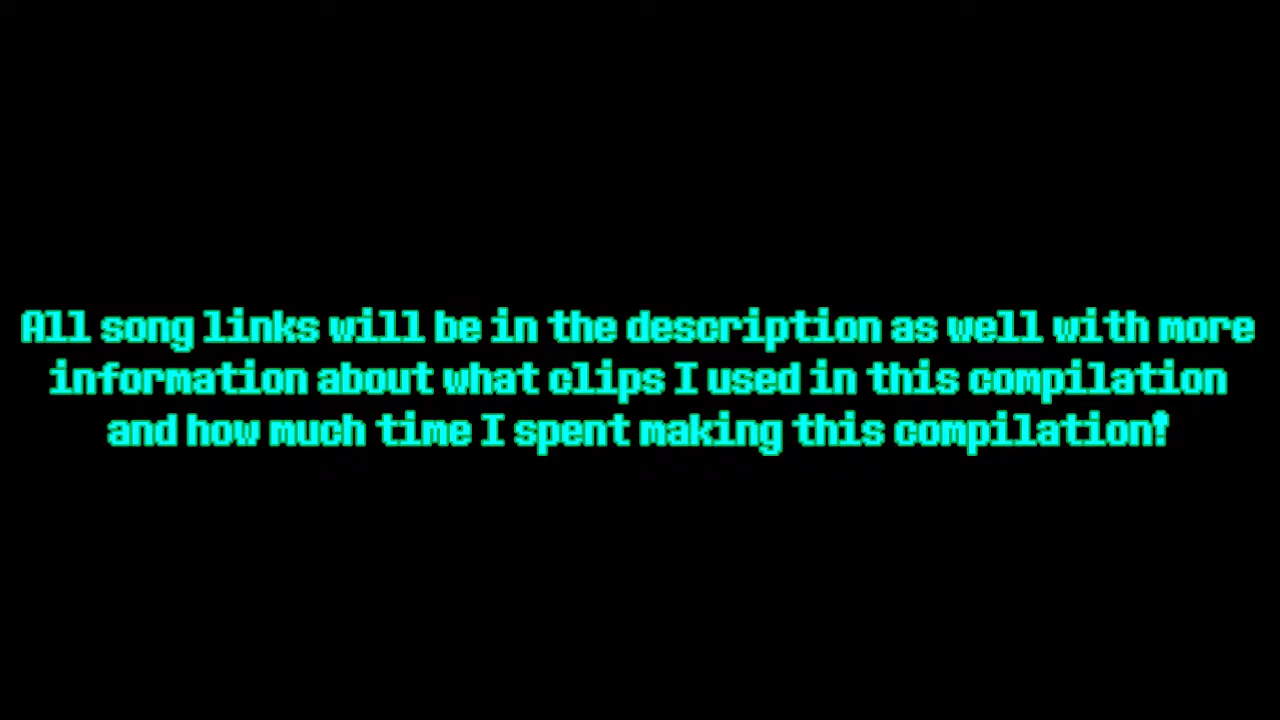 All song links will be in the description as well with more
information about what clips I used in this compilation
and how much time I spent making this compilation!